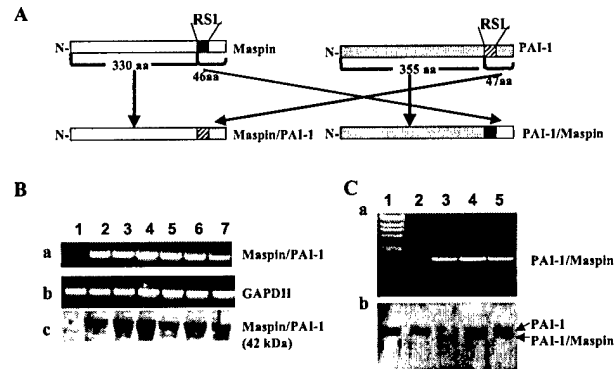 A
RSL
N-
Maspin
330 aa
46aa
RSL
N-
PAI-1
355 aa
47aa
N-
Maspin/PAI-1
N-
PAI-1/Maspin
B
1 2 3 4 5 6 7
a
Maspin/PAI-1
b
GAPDH
c
Maspin/PAI-1
(42 kDa)
C
1 2 3 4 5
a
PAI-1/Maspin
b
PAI-1
PAI-1/Maspin